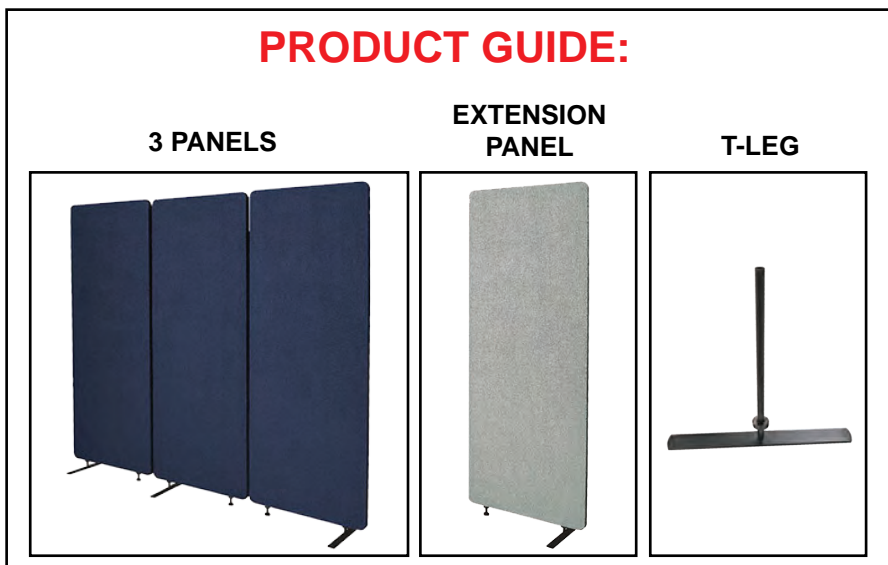 PRODUCT GUIDE:
3 PANELS
EXTENSION
PANEL
T-LEG